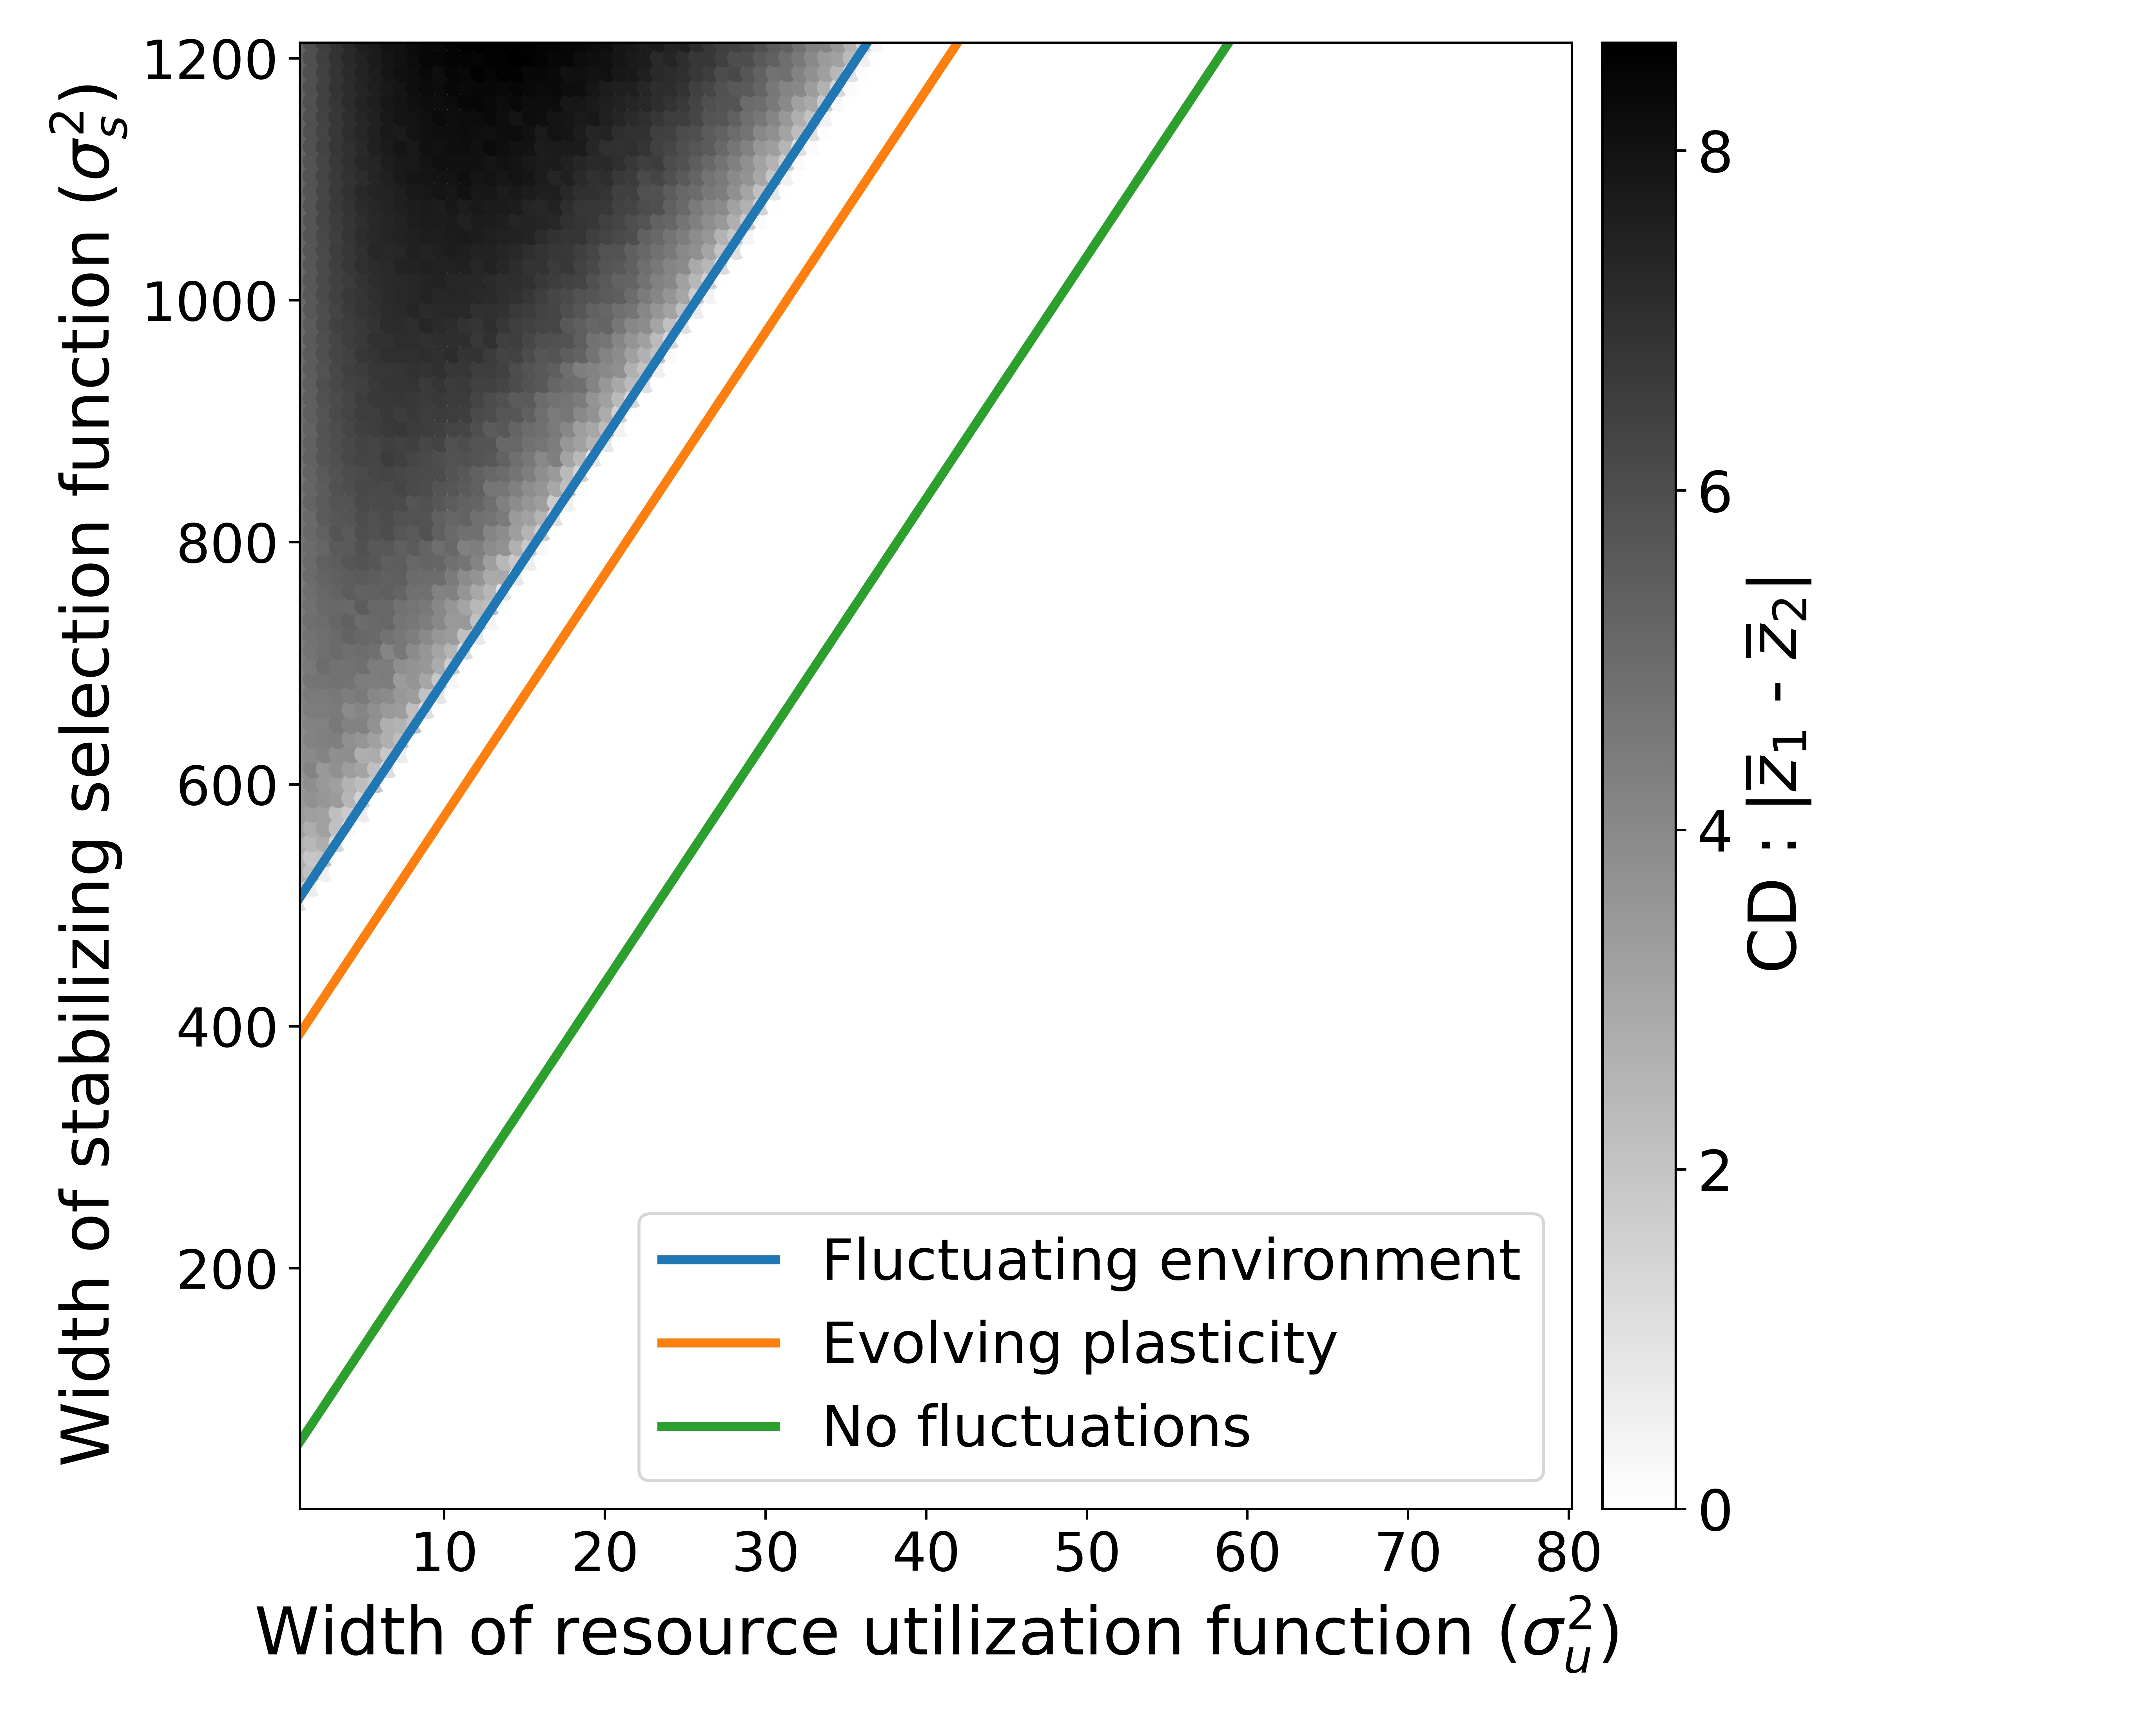 Width of stabilizing selection function (σ²ₛ)
1200
1000
800
600
400
200
Fluctuating environment
Evolving plasticity
No fluctuations
10 20 30 40 50 60 70 80
Width of resource utilization function (σ²ᵤ)
8
6
4
2
0
CD : |z̅₁ - z̅₂|